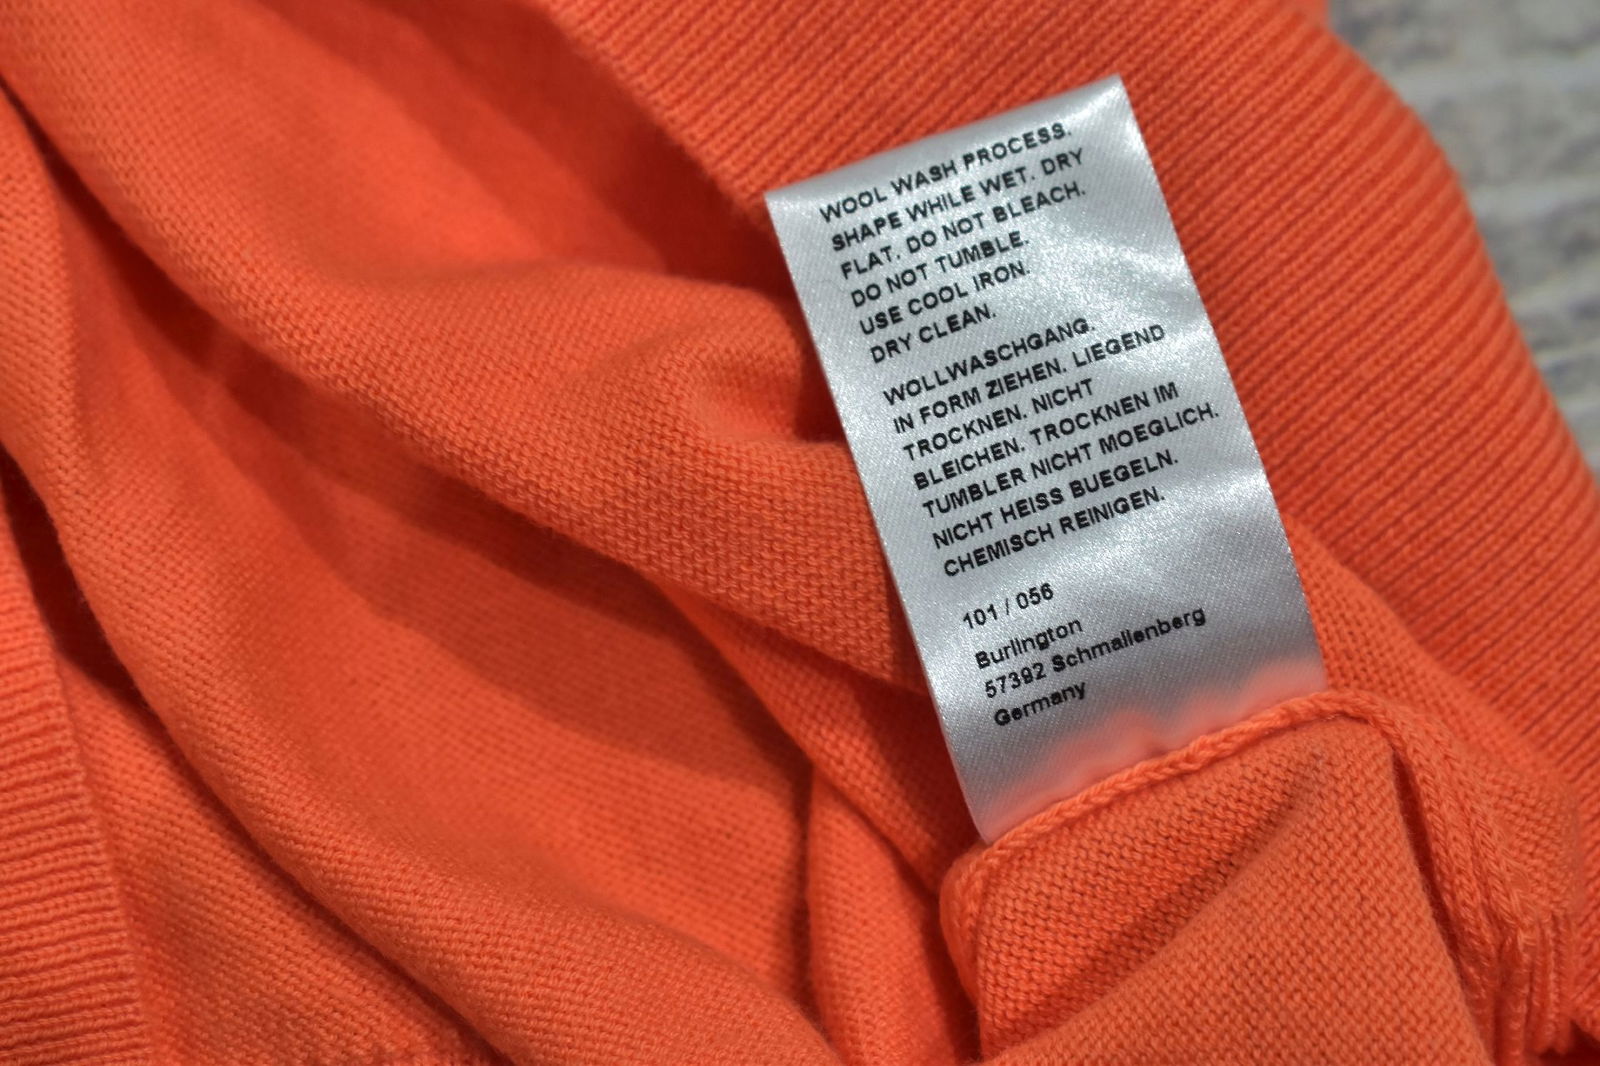 WOOL WASH PROCESS.
SHAPE WHILE WET. DRY
FLAT. DO NOT BLEACH.
DO NOT TUMBLE.
USE COOL IRON.
DRY CLEAN.
WOLLWASCHGANG.
IN FORM ZIEHEN. LIEGEND
TROCKNEN. NICHT
BLEICHEN. TROCKNEN IM
TUMBLER NICHT MOEGLICH.
NICHT HEISS BUEGELN.
CHEMISCH REINIGEN.
101 / 056
Burlington
57392 Schmallenberg
Germany